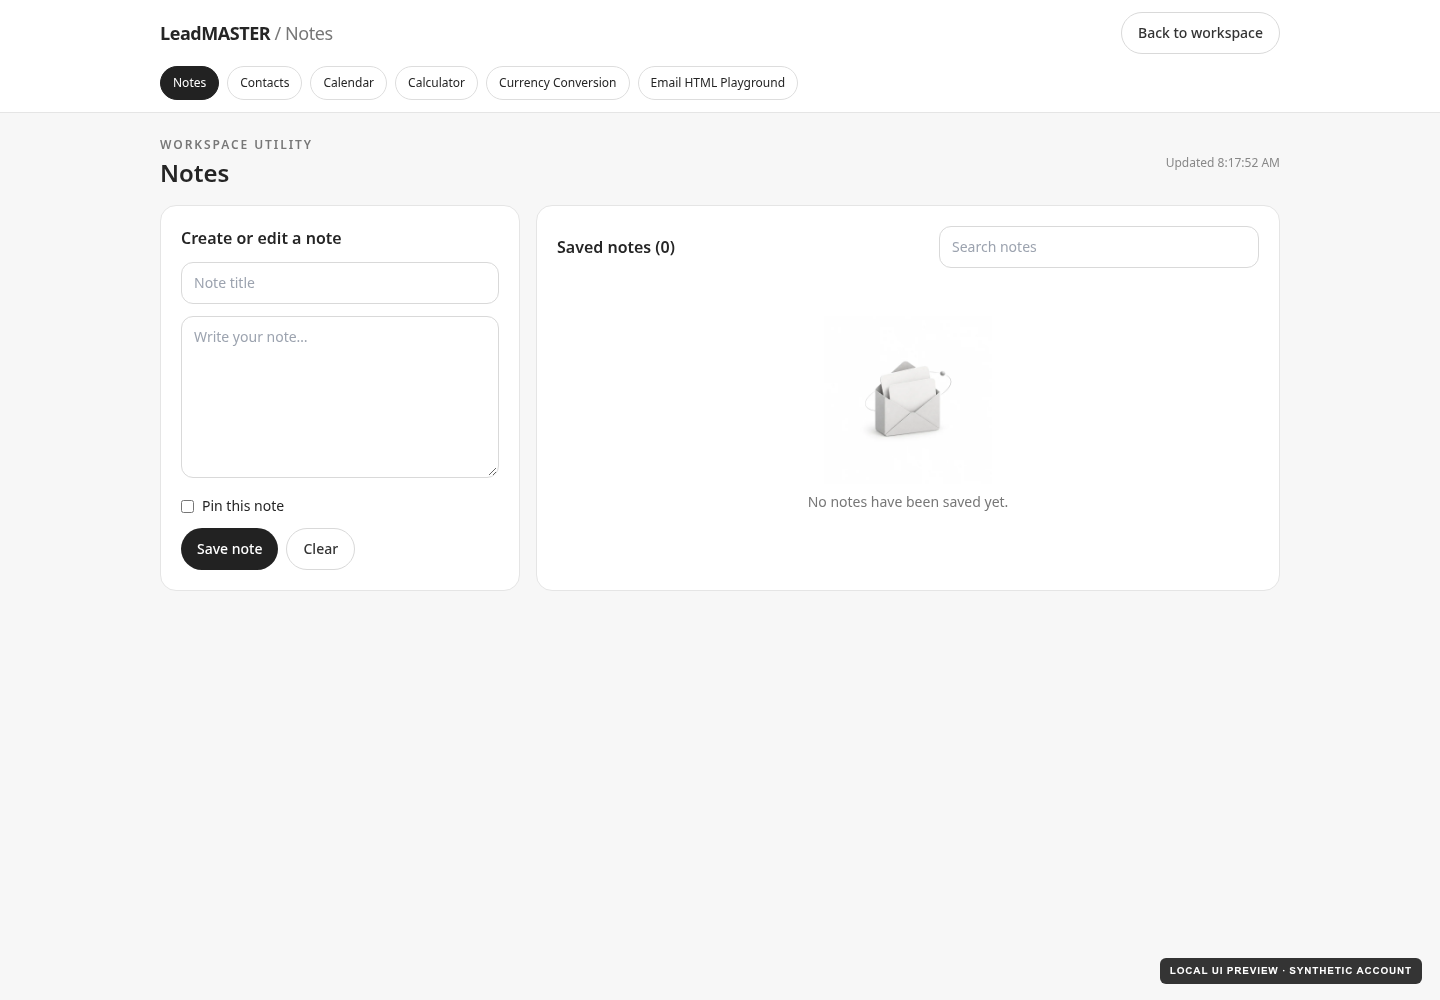 LeadMASTER / Notes
Back to workspace
Notes
Contacts
Calendar
Calculator
Currency Conversion
Email HTML Playground
WORKSPACE UTILITY
Notes
Updated 8:17:52 AM
Create or edit a note
Note title
Write your note...
Pin this note
Save note
Clear
Saved notes (0)
Search notes
No notes have been saved yet.
LOCAL UI PREVIEW · SYNTHETIC ACCOUNT